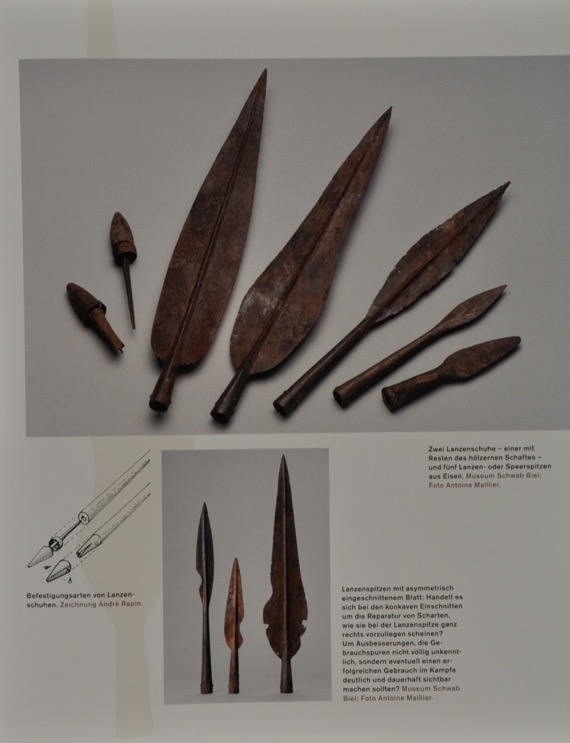 Zwei Lanzenschuhe – einer mit
Resten des hölzernen Schaftes –
und fünf Lanzen- oder Speerspitzen
aus Eisen. Museum Schwab Biel;
Foto Antoine Maillier.
Befestigungsarten von Lanzen-
schuhen. Zeichnung André Rapin.
Lanzenspitzen mit asymmetrisch
eingeschnittenem Blatt: Handelt es
sich bei den konkaven Einschnitten
um die Reparatur von Scharten,
wie sie bei der Lanzenspitze ganz
rechts vorzuliegen scheinen?
Um Ausbesserungen, die Ge-
brauchspuren nicht völlig unkennt-
lich, sondern eventuell einen er-
folgreichen Gebrauch im Kampfe
deutlich und dauerhaft sichtbar
machen sollten? Museum Schwab
Biel; Foto Antoine Maillier.